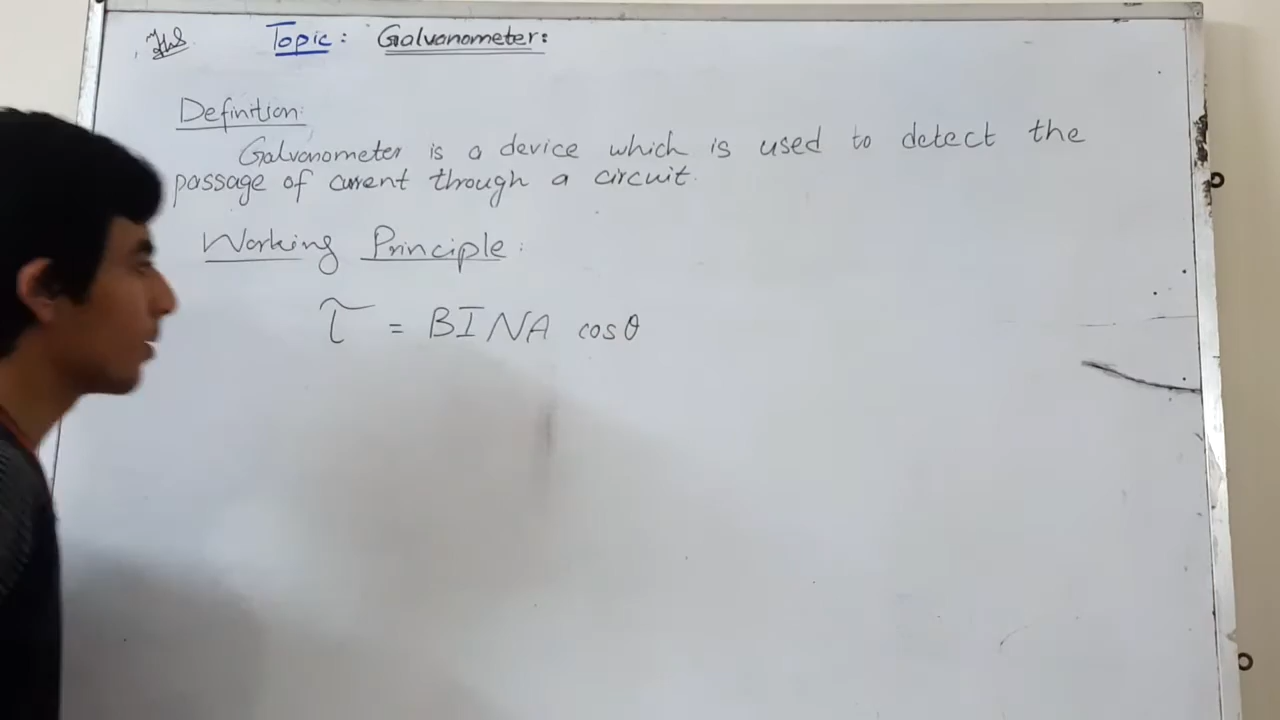 Topic: Galvanometer:
Definition:
Galvanometer is a device which is used to detect the
passage of current through a circuit.
Working Principle:
τ = BINA cosθ